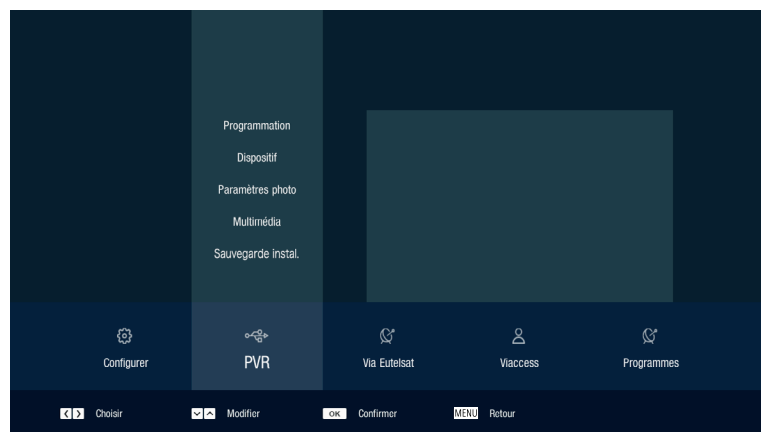 Programmation
Dispositif
Paramètres photo
Multimédia
Sauvegarde instal.
Configurer
PVR
Via Eutelsat
Viaccess
Programmes
Choisir
Modifier
OK Confirmer
MENU Retour